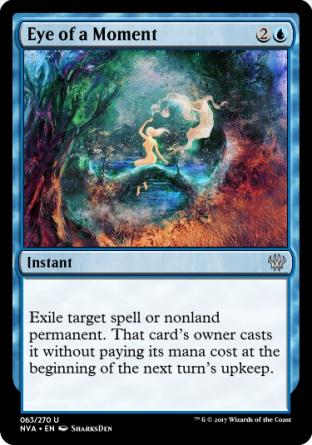 Eye of a Moment 2
Instant
Exile target spell or nonland
permanent. That card's owner casts
it without paying its mana cost at the
beginning of the next turn's upkeep.
063/270 U
NVA • EN SharksDen
™ & © 2017 Wizards of the Coast